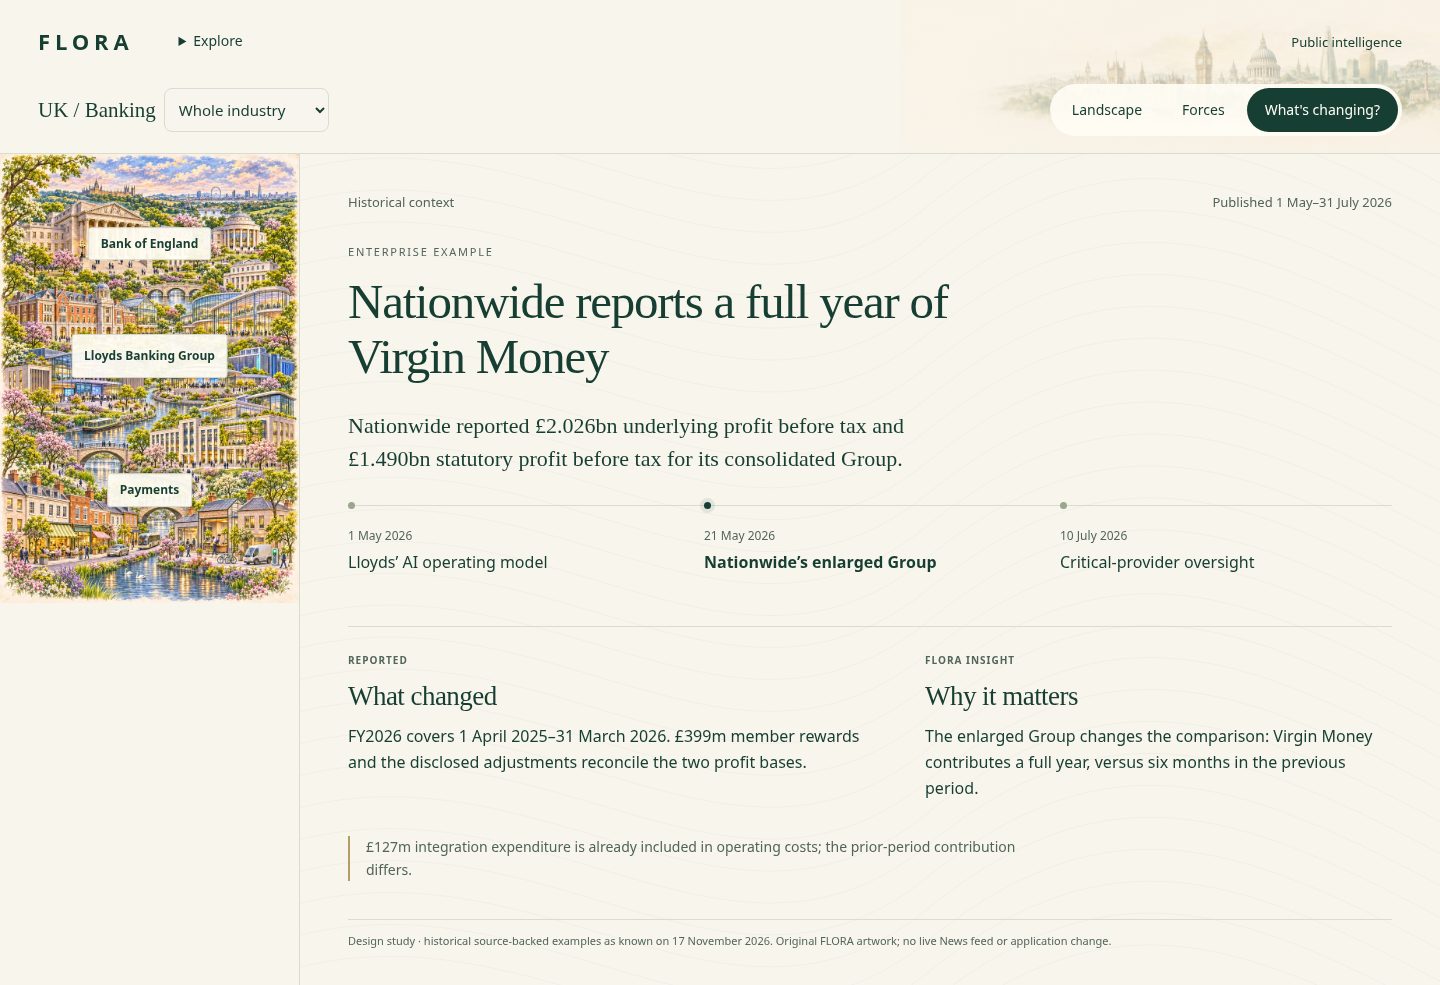 FLORA
Explore
Public intelligence
UK / Banking
Whole industry
Landscape
Forces
What's changing?
Bank of England
Lloyds Banking Group
Payments
Historical context
Published 1 May–31 July 2026
ENTERPRISE EXAMPLE
Nationwide reports a full year of
Virgin Money
Nationwide reported £2.026bn underlying profit before tax and
£1.490bn statutory profit before tax for its consolidated Group.
1 May 2026
Lloyds’ AI operating model
21 May 2026
Nationwide’s enlarged Group
10 July 2026
Critical-provider oversight
REPORTED
What changed
FY2026 covers 1 April 2025–31 March 2026. £399m member rewards
and the disclosed adjustments reconcile the two profit bases.
FLORA INSIGHT
Why it matters
The enlarged Group changes the comparison: Virgin Money
contributes a full year, versus six months in the previous
period.
£127m integration expenditure is already included in operating costs; the prior-period contribution
differs.
Design study · historical source-backed examples as known on 17 November 2026. Original FLORA artwork; no live News feed or application change.